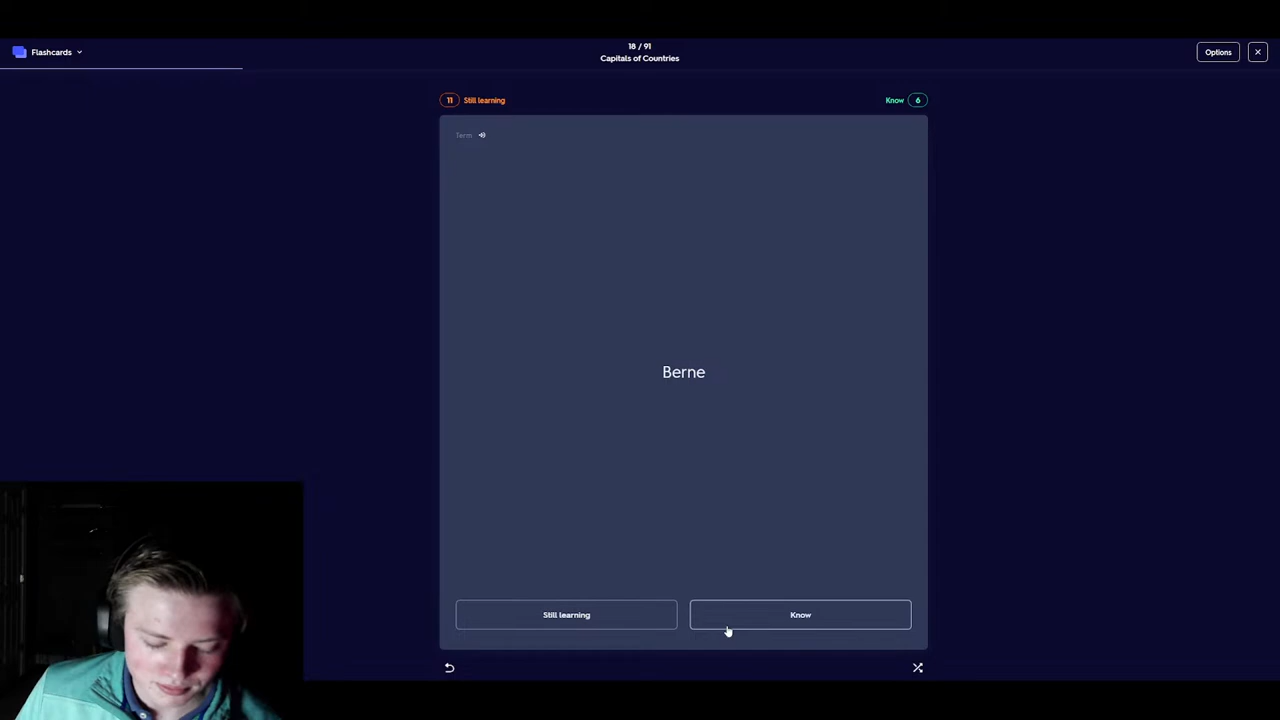 Flashcards
18 / 91
Capitals of Countries
Options
11 Still learning
Know 6
Term
Berne
Still learning
Know